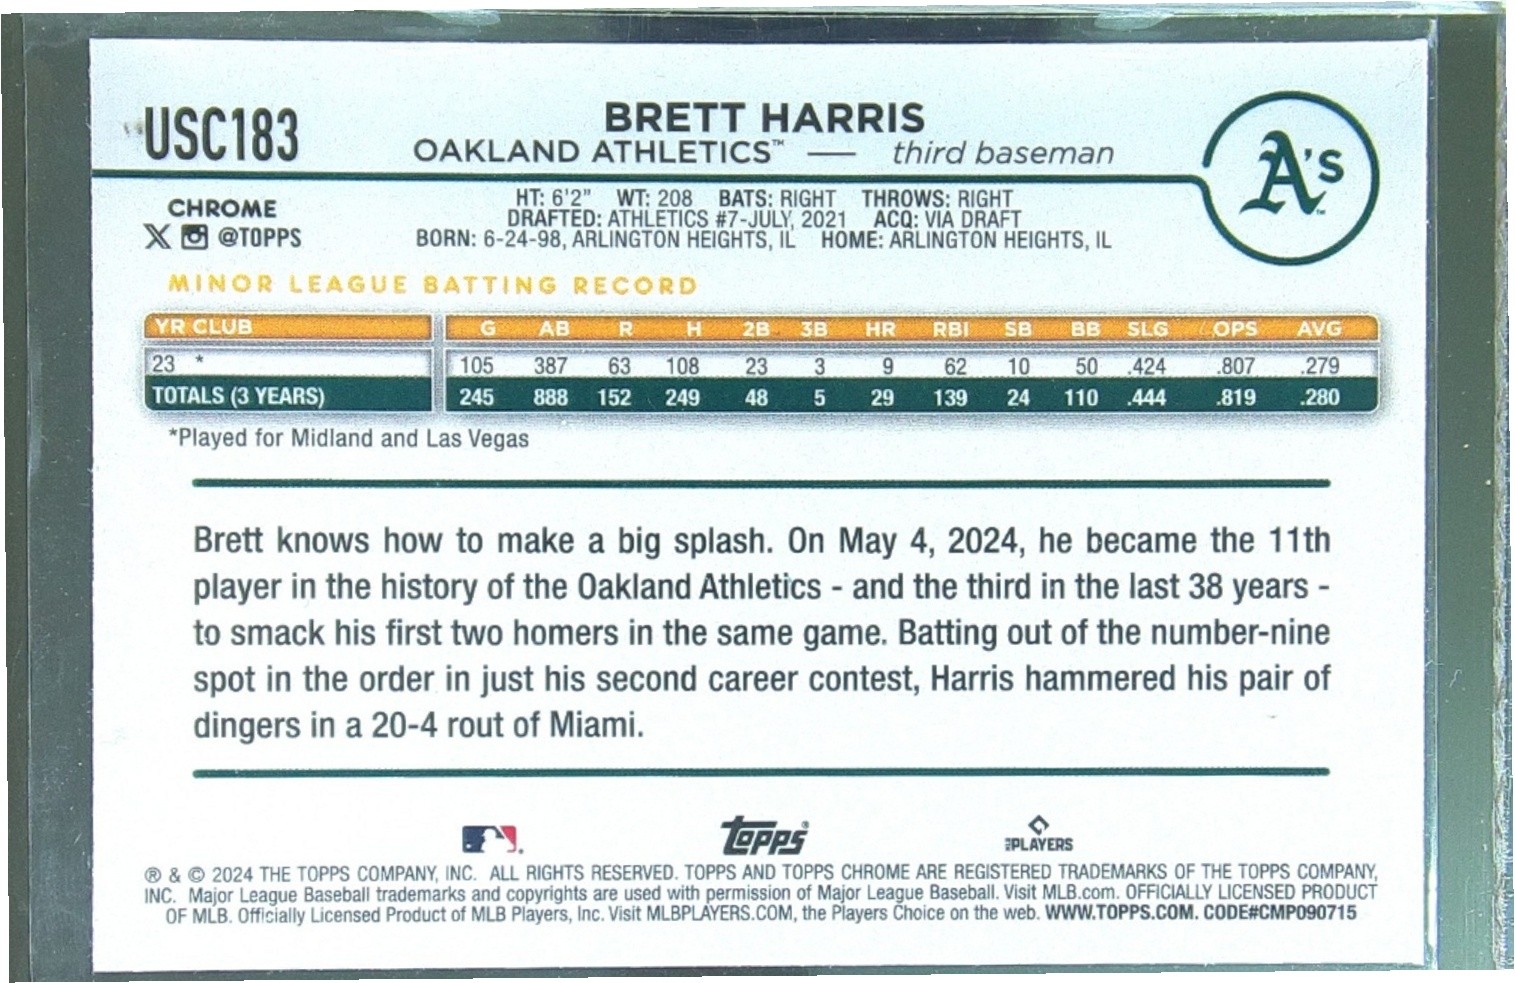 USC183
BRETT HARRIS
OAKLAND ATHLETICS™ — third baseman
A's™
CHROME
X @TOPPS
HT: 6'2" WT: 208 BATS: RIGHT THROWS: RIGHT
DRAFTED: ATHLETICS #7-JULY, 2021 ACQ: VIA DRAFT
BORN: 6-24-98, ARLINGTON HEIGHTS, IL HOME: ARLINGTON HEIGHTS, IL
MINOR LEAGUE BATTING RECORD
YR CLUB G AB R H 2B 3B HR RBI SB BB SLG OPS AVG
23 * 105 387 63 108 23 3 9 62 10 50 .424 .807 .279
TOTALS (3 YEARS) 245 888 152 249 48 5 29 139 24 110 .444 .819 .280
*Played for Midland and Las Vegas
Brett knows how to make a big splash. On May 4, 2024, he became the 11th
player in the history of the Oakland Athletics - and the third in the last 38 years -
to smack his first two homers in the same game. Batting out of the number-nine
spot in the order in just his second career contest, Harris hammered his pair of
dingers in a 20-4 rout of Miami.
Topps® PLAYERS
® & © 2024 THE TOPPS COMPANY, INC. ALL RIGHTS RESERVED. TOPPS AND TOPPS CHROME ARE REGISTERED TRADEMARKS OF THE TOPPS COMPANY,
INC. Major League Baseball trademarks and copyrights are used with permission of Major League Baseball. Visit MLB.com. OFFICIALLY LICENSED PRODUCT
OF MLB. Officially Licensed Product of MLB Players, Inc. Visit MLBPLAYERS.COM, the Players Choice on the web. WWW.TOPPS.COM. CODE#CMP090715